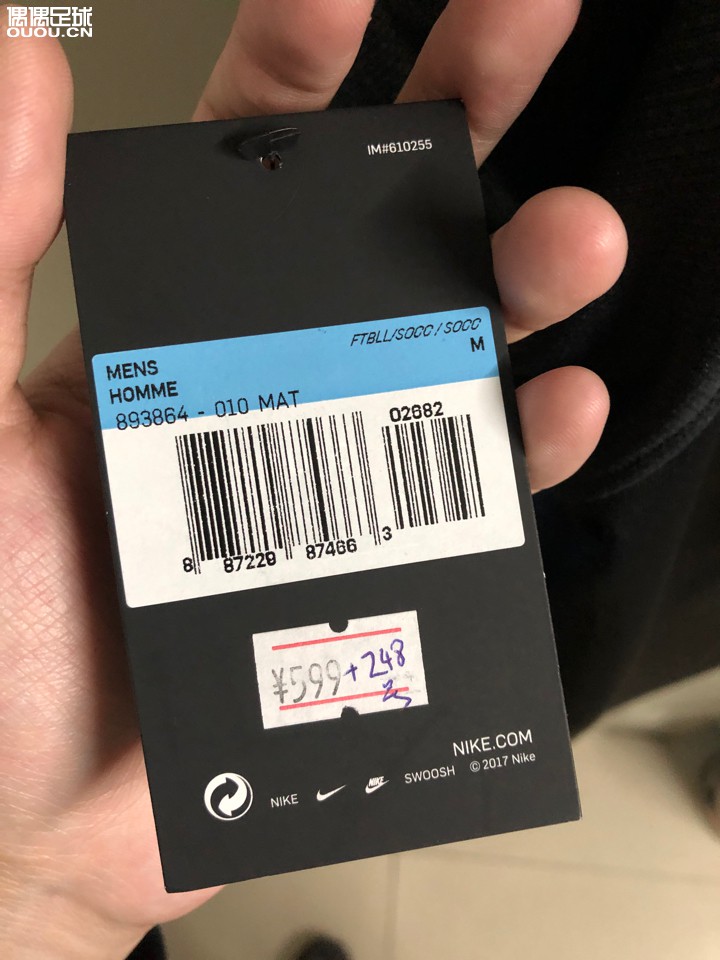 偶偶足球
OUOU.CN
IM#610255
FTBLL/SOCC / SOCC
MENS
M
HOMME
893864 - 010 MAT
02682
8 87229 87466 3
¥599+248
NIKE.COM
NIKE NIKE SWOOSH © 2017 Nike